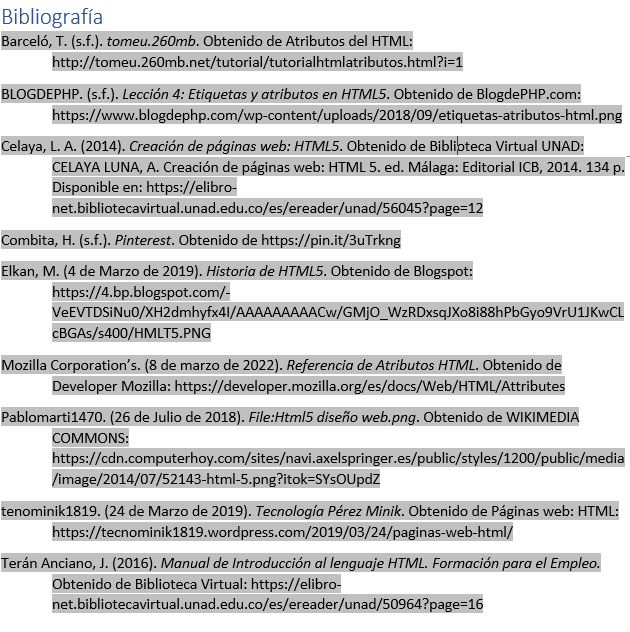 Bibliografía
Barceló, T. (s.f.). tomeu.260mb. Obtenido de Atributos del HTML:
http://tomeu.260mb.net/tutorial/tutorialhtmlatributos.html?i=1
BLOGDEPHP. (s.f.). Lección 4: Etiquetas y atributos en HTML5. Obtenido de BlogdePHP.com:
https://www.blogdephp.com/wp-content/uploads/2018/09/etiquetas-atributos-html.png
Celaya, L. A. (2014). Creación de páginas web: HTML5. Obtenido de Biblioteca Virtual UNAD:
CELAYA LUNA, A. Creación de páginas web: HTML 5. ed. Málaga: Editorial ICB, 2014. 134 p.
Disponible en: https://elibro-
net.bibliotecavirtual.unad.edu.co/es/ereader/unad/56045?page=12
Combita, H. (s.f.). Pinterest. Obtenido de https://pin.it/3uTrkng
Elkan, M. (4 de Marzo de 2019). Historia de HTML5. Obtenido de Blogspot:
https://4.bp.blogspot.com/-
VeEVTDSiNu0/XH2dmhyfx4I/AAAAAAAAACw/GMjO_WzRDxsqJXo8i88hPbGyo9VrU1JKwCL
cBGAs/s400/HMLT5.PNG
Mozilla Corporation’s. (8 de marzo de 2022). Referencia de Atributos HTML. Obtenido de
Developer Mozilla: https://developer.mozilla.org/es/docs/Web/HTML/Attributes
Pablomarti1470. (26 de Julio de 2018). File:Html5 diseño web.png. Obtenido de WIKIMEDIA
COMMONS:
https://cdn.computerhoy.com/sites/navi.axelspringer.es/public/styles/1200/public/media
/image/2014/07/52143-html-5.png?itok=SYsOUpdZ
tenominik1819. (24 de Marzo de 2019). Tecnología Pérez Minik. Obtenido de Páginas web: HTML:
https://tecnominik1819.wordpress.com/2019/03/24/paginas-web-html/
Terán Anciano, J. (2016). Manual de Introducción al lenguaje HTML. Formación para el Empleo.
Obtenido de Biblioteca Virtual: https://elibro-
net.bibliotecavirtual.unad.edu.co/es/ereader/unad/50964?page=16